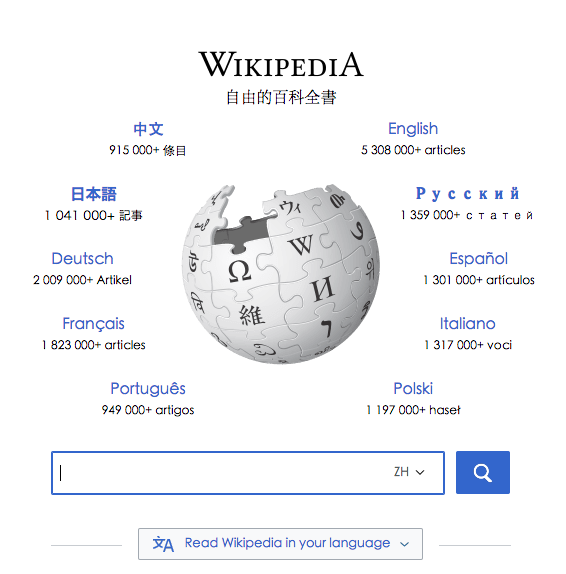 WIKIPEDIA
自由的百科全書
中文
915 000+ 條目
English
5 308 000+ articles
日本語
1 041 000+ 記事
Русский
1 359 000+ статей
Deutsch
2 009 000+ Artikel
Español
1 301 000+ artículos
Français
1 823 000+ articles
Italiano
1 317 000+ voci
Português
949 000+ artigos
Polski
1 197 000+ haseł
Ω
W
И
維
ウィ
ZH
Read Wikipedia in your language